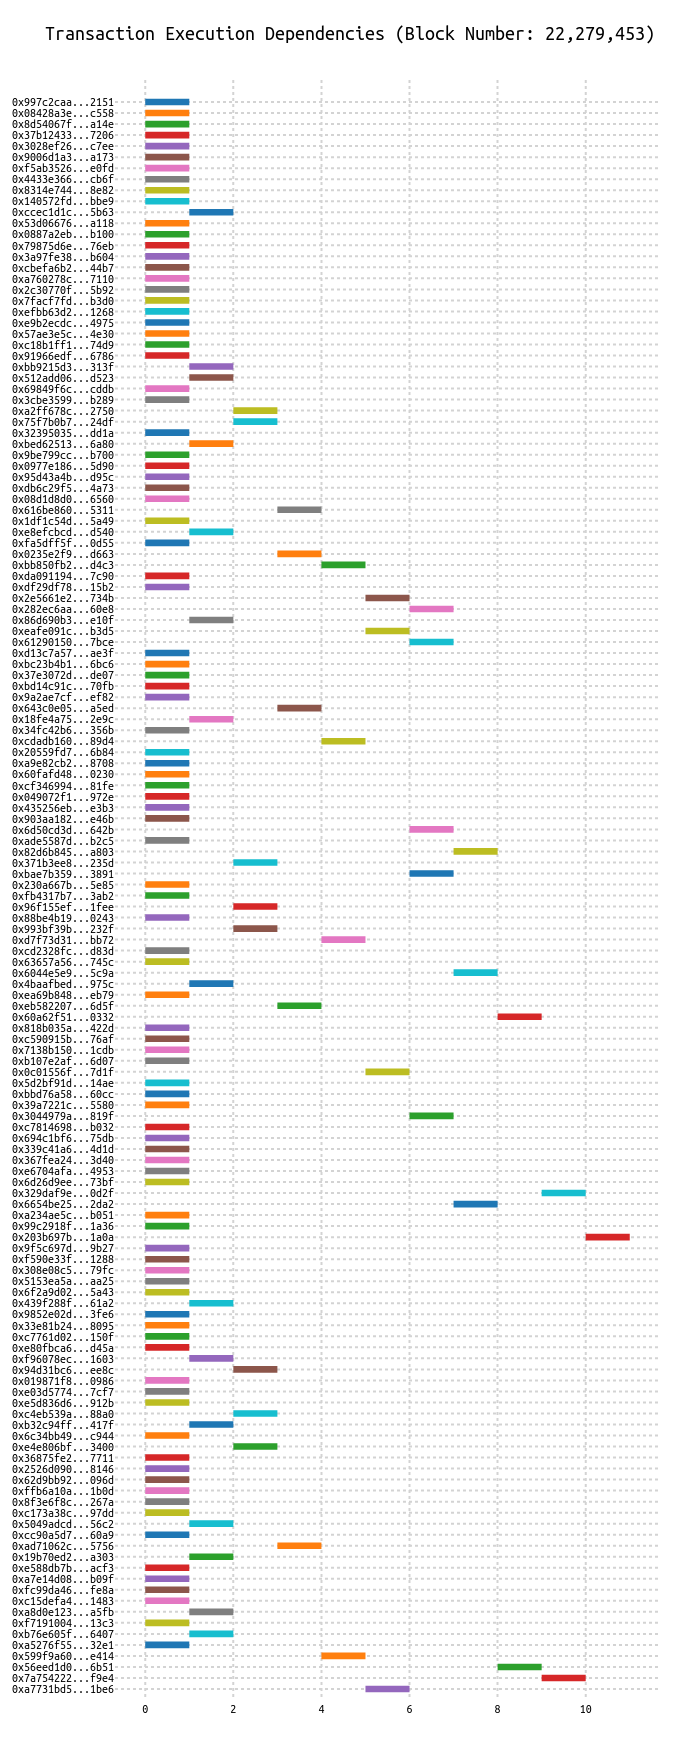 Transaction Execution Dependencies (Block Number: 22,279,453)
0x997c2caa...2151
0x08428a3e...c558
0x8d54067f...a14e
0x37b12433...7206
0x3028ef26...c7ee
0x9006d1a3...a173
0xf5ab3526...e0fd
0x4433e366...cb6f
0x8314e744...8e82
0x140572fd...bbe9
0xccec1d1c...5b63
0x53d06676...a118
0x0887a2eb...b100
0x79875d6e...76eb
0x3a97fe38...b604
0xcbefa6b2...44b7
0xa760278c...7110
0x2c30770f...5b92
0x7facf7fd...b3d0
0xefbb63d2...1268
0xe9b2ecdc...4975
0x57ae3e5c...4e30
0xc18b1ff1...74d9
0x91966edf...6786
0xbb9215d3...313f
0x512add06...d523
0x69849f6c...cddb
0x3cbe3599...b289
0xa2ff678c...2750
0x75f7b0b7...24df
0x32395035...dd1a
0xbed62513...6a80
0x9be799cc...b700
0x0977e186...5d90
0x95d43a4b...d95c
0xdb6c29f5...4a73
0x08d1d8d0...6560
0x616be860...5311
0x1df1c54d...5a49
0xe8efcbcd...d540
0xfa5dff5f...0d55
0x0235e2f9...d663
0xbb850fb2...d4c3
0xda091194...7c90
0xdf29df78...15b2
0x2e5661e2...734b
0x282ec6aa...60e8
0x86d690b3...e10f
0xeafe091c...b3d5
0x61290150...7bce
0xd13c7a57...ae3f
0xbc23b4b1...6bc6
0x37e3072d...de07
0xbd14c91c...70fb
0x9a2ae7cf...ef82
0x643c0e05...a5ed
0x18fe4a75...2e9c
0x34fc42b6...356b
0xcdadb160...89d4
0x20559fd7...6b84
0xa9e82cb2...8708
0x60fafd48...0230
0xcf346994...81fe
0x049072f1...972e
0x435256eb...e3b3
0x903aa182...e46b
0x6d50cd3d...642b
0xade5587d...b2c5
0x82d6b845...a803
0x371b3ee8...235d
0xbae7b359...3891
0x230a667b...5e85
0xfb4317b7...3ab2
0x96f155ef...1fee
0x88be4b19...0243
0x993bf39b...232f
0xd7f73d31...bb72
0xcd2328fc...d83d
0x63657a56...745c
0x6044e5e9...5c9a
0x4baafbed...975c
0xea69b848...eb79
0xeb582207...6d5f
0x60a62f51...0332
0x818b035a...422d
0xc590915b...76af
0x7138b150...1cdb
0xb107e2af...6d07
0x0c01556f...7d1f
0x5d2bf91d...14ae
0xbbd76a58...60cc
0x39a7221c...5580
0x3044979a...819f
0xc7814698...b032
0x694c1bf6...75db
0x339c41a6...4d1d
0x367fea24...3d40
0xe6704afa...4953
0x6d26d9ee...73bf
0x329daf9e...0d2f
0x6654be25...2da2
0xa234ae5c...b051
0x99c2918f...1a36
0x203b697b...1a0a
0x9f5c697d...9b27
0xf590e33f...1288
0x308e08c5...79fc
0x5153ea5a...aa25
0x6f2a9d02...5a43
0x439f288f...61a2
0x9852e02d...3fe6
0x33e81b24...8095
0xc7761d02...150f
0xe80fbca6...d45a
0xf96078ec...1603
0x94d31bc6...ee8c
0x019871f8...0986
0xe03d5774...7cf7
0xe5d836d6...912b
0xc4eb539a...88a0
0xb32c94ff...417f
0x6c34bb49...c944
0xe4e806bf...3400
0x36875fe2...7711
0x2526d090...8146
0x62d9bb92...096d
0xffb6a10a...1b0d
0x8f3e6f8c...267a
0xc173a38c...97dd
0x5049adcd...56c2
0xcc90a5d7...60a9
0xad71062c...5756
0x19b70ed2...a303
0xe588db7b...acf3
0xa7e14d08...b09f
0xfc99da46...fe8a
0xc15defa4...1483
0xa8d0e123...a5fb
0xf7191004...13c3
0xb76e605f...6407
0xa5276f55...32e1
0x599f9a60...e414
0x56eed1d0...6b51
0x7a754222...f9e4
0xa7731bd5...1be6
0 2 4 6 8 10